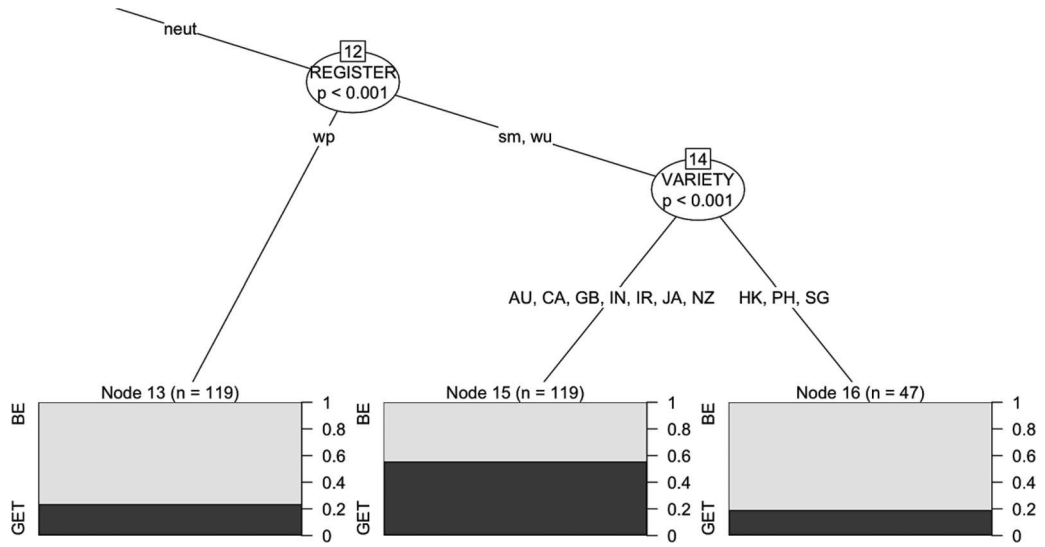 neut
12
REGISTER
p < 0.001
wp
sm, wu
14
VARIETY
p < 0.001
AU, CA, GB, IN, IR, JA, NZ
HK, PH, SG
Node 13 (n = 119)
BE
GET
1
0.8
0.6
0.4
0.2
0
Node 15 (n = 119)
BE
GET
1
0.8
0.6
0.4
0.2
0
Node 16 (n = 47)
BE
GET
1
0.8
0.6
0.4
0.2
0